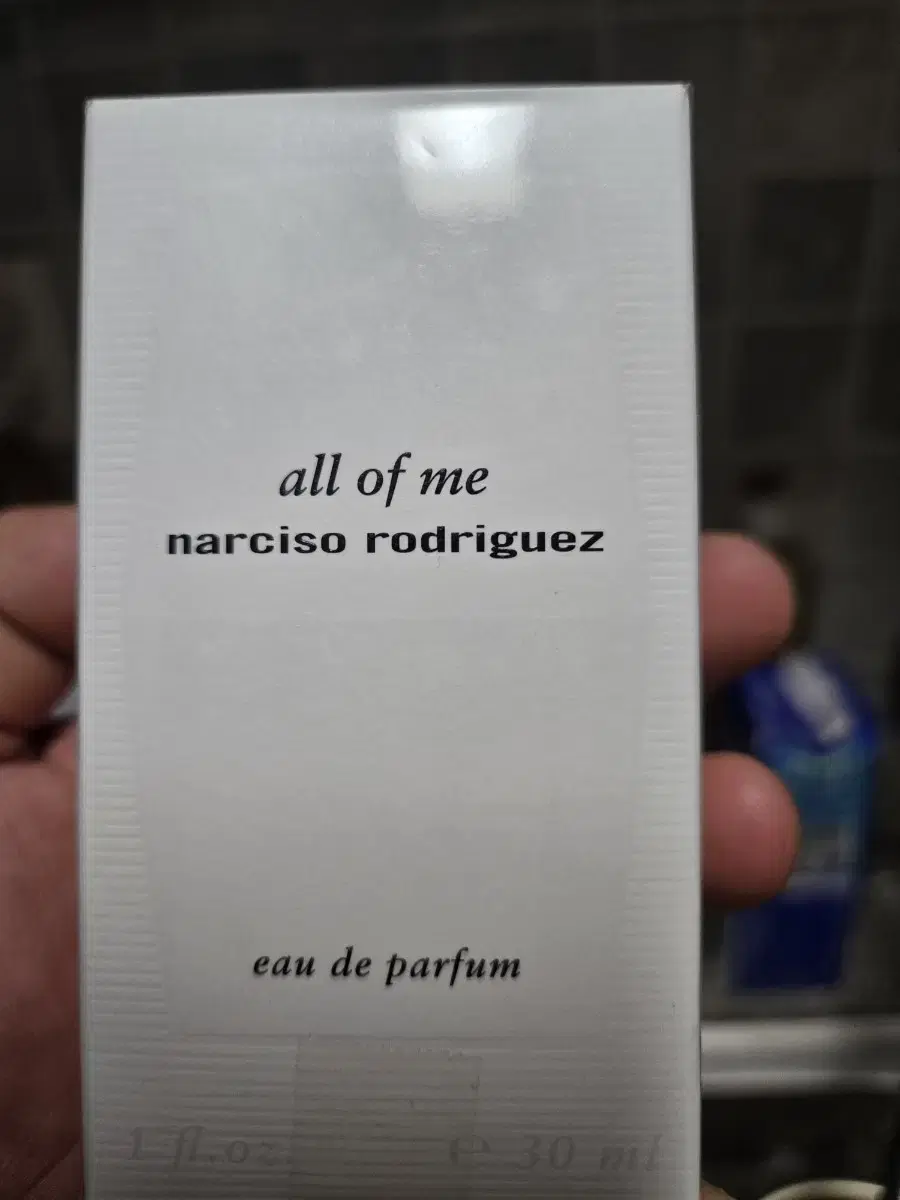 all of me
narciso rodriguez
eau de parfum
1 fl.oz. e 30 ml